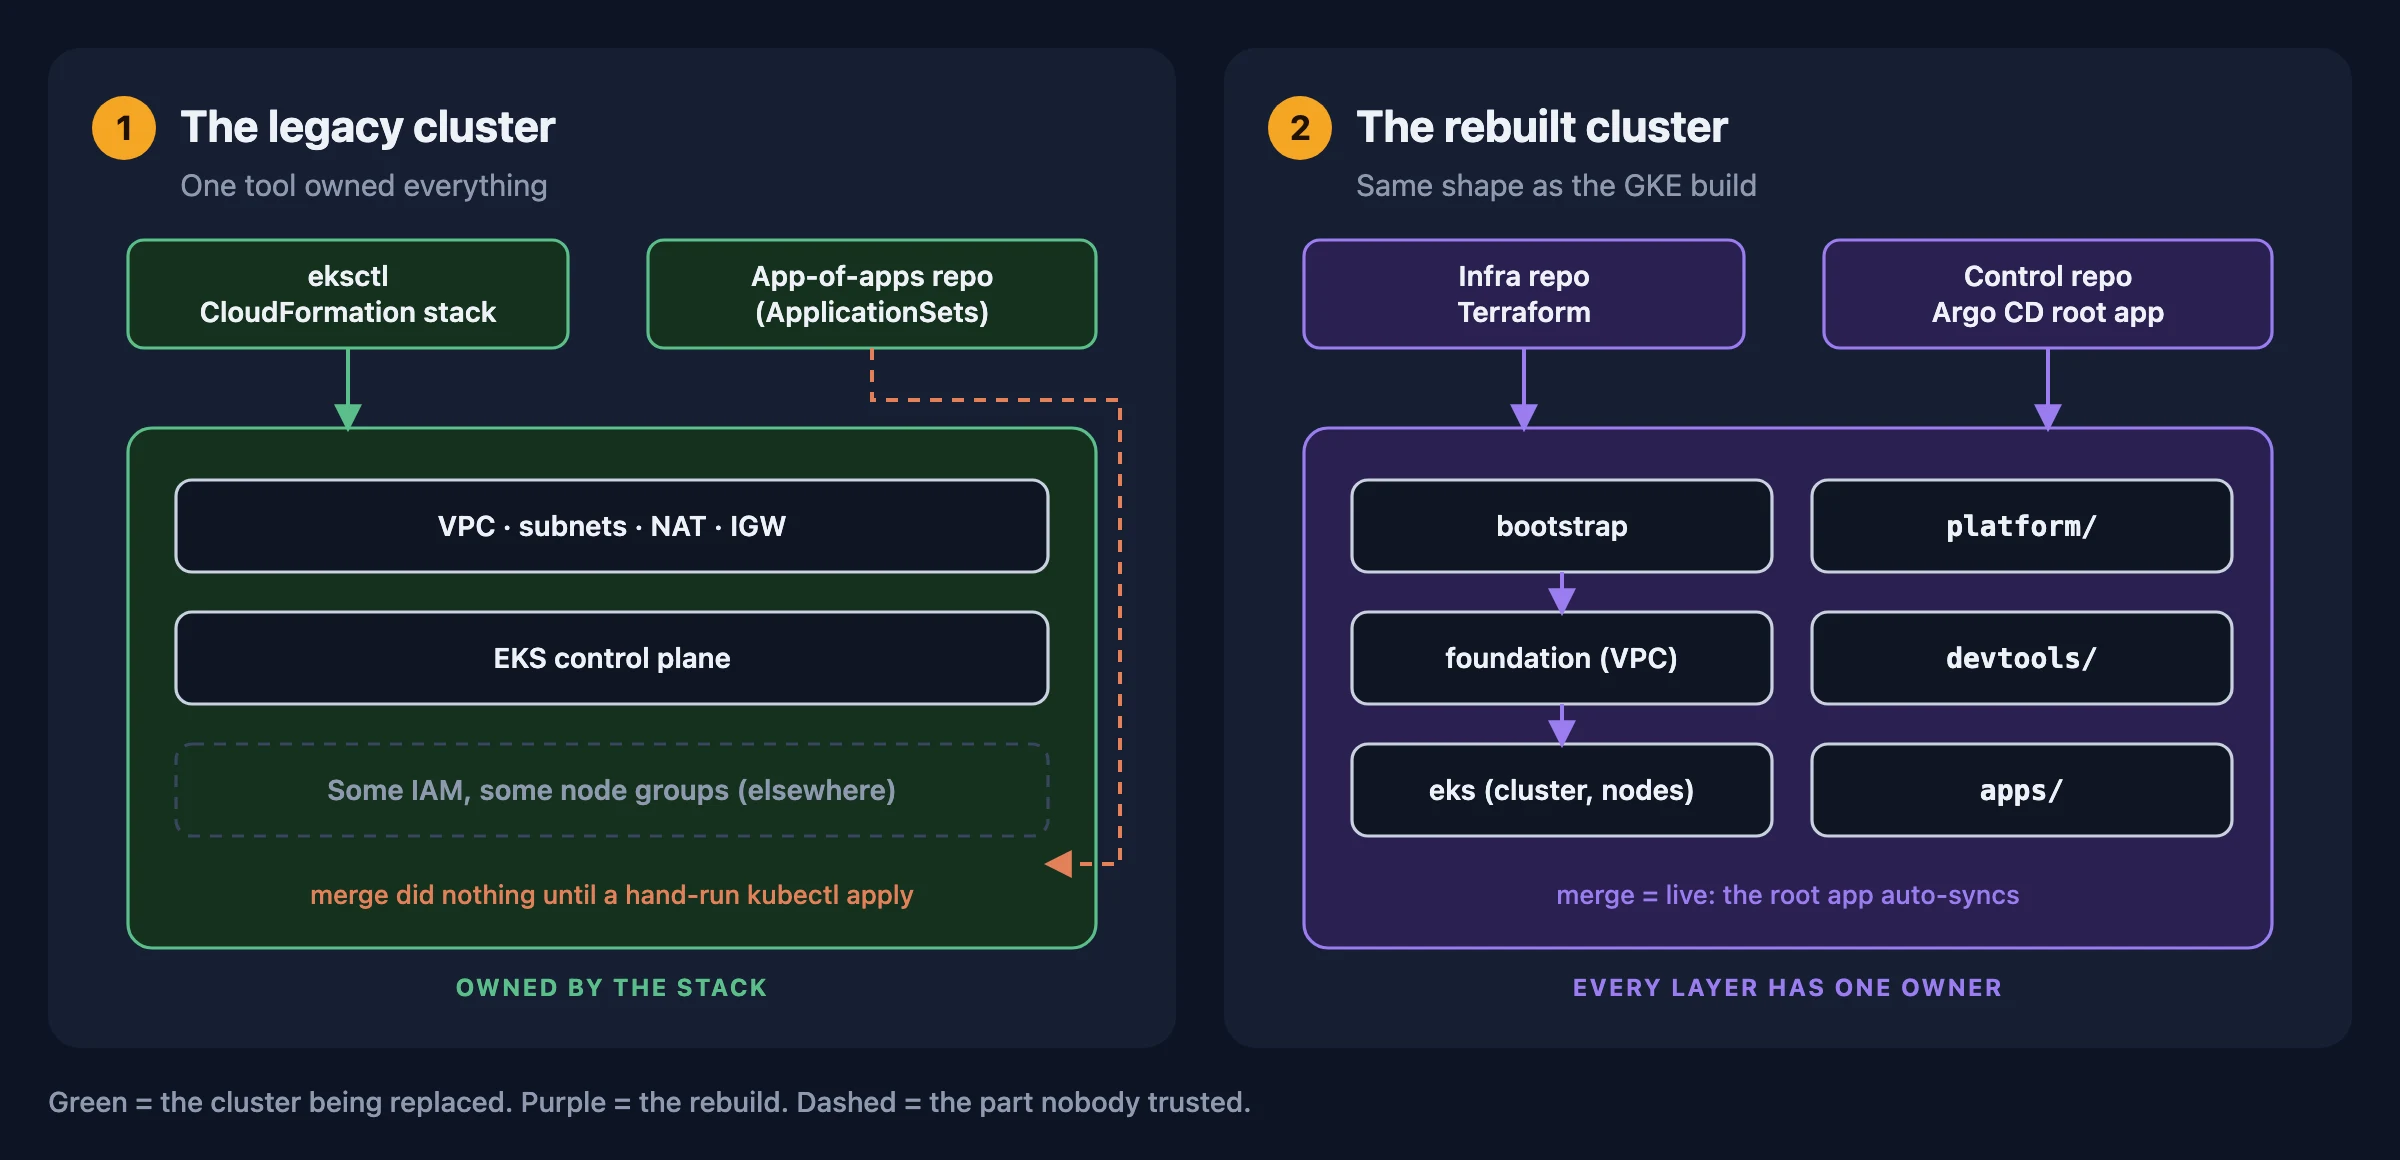 1
The legacy cluster
One tool owned everything
eksctl
CloudFormation stack
App-of-apps repo
(ApplicationSets)
VPC · subnets · NAT · IGW
EKS control plane
Some IAM, some node groups (elsewhere)
merge did nothing until a hand-run kubectl apply
OWNED BY THE STACK
2
The rebuilt cluster
Same shape as the GKE build
Infra repo
Terraform
Control repo
Argo CD root app
bootstrap
platform/
foundation (VPC)
devtools/
eks (cluster, nodes)
apps/
merge = live: the root app auto-syncs
EVERY LAYER HAS ONE OWNER
Green = the cluster being replaced. Purple = the rebuild. Dashed = the part nobody trusted.